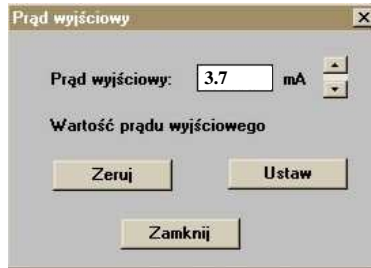 Prąd wyjściowy
Prąd wyjściowy: 3.7 mA
Wartość prądu wyjściowego
Zeruj Ustaw
Zamknij